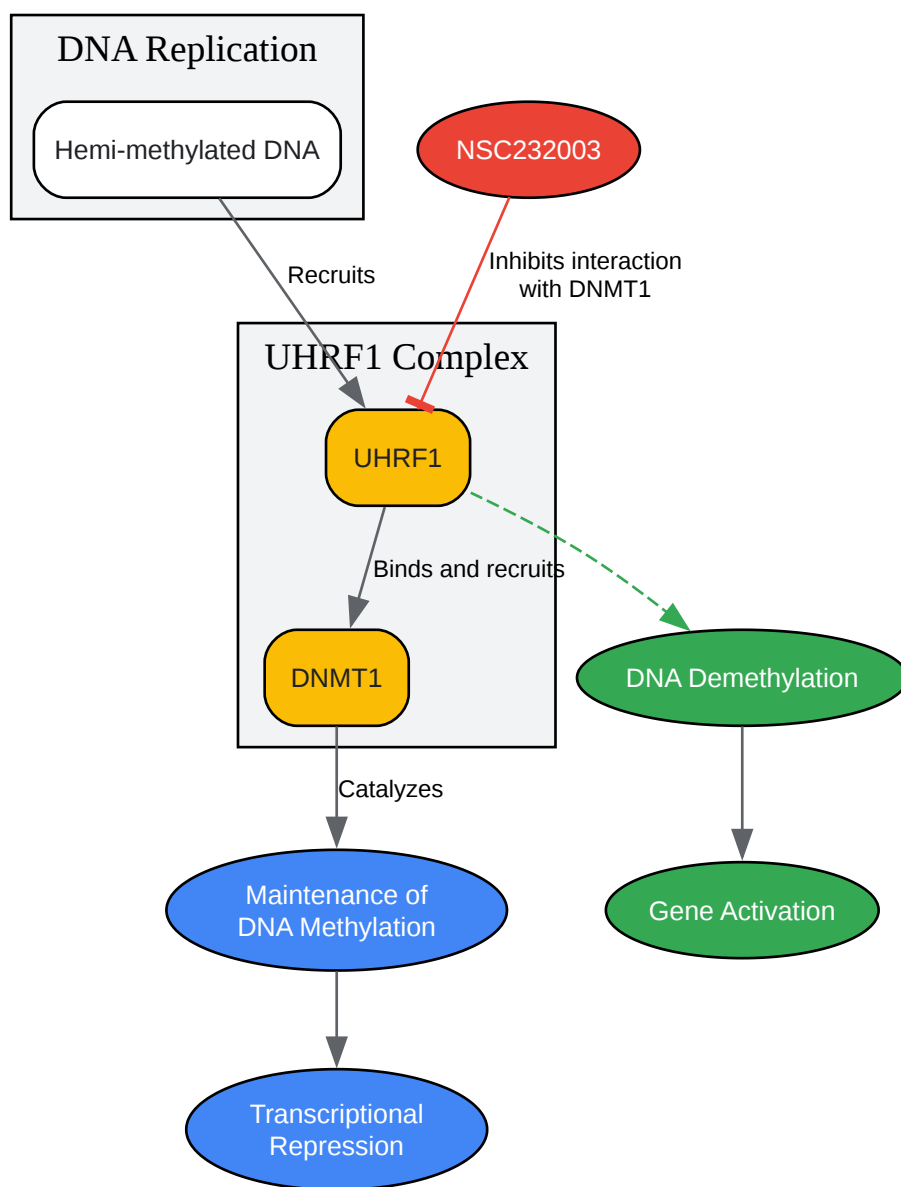 DNA Replication
Hemi-methylated DNA
NSC232003
Recruits
Inhibits interaction
with DNMT1
UHRF1 Complex
UHRF1
Binds and recruits
DNMT1
DNA Demethylation
Catalyzes
Maintenance of
DNA Methylation
Gene Activation
Transcriptional
Repression